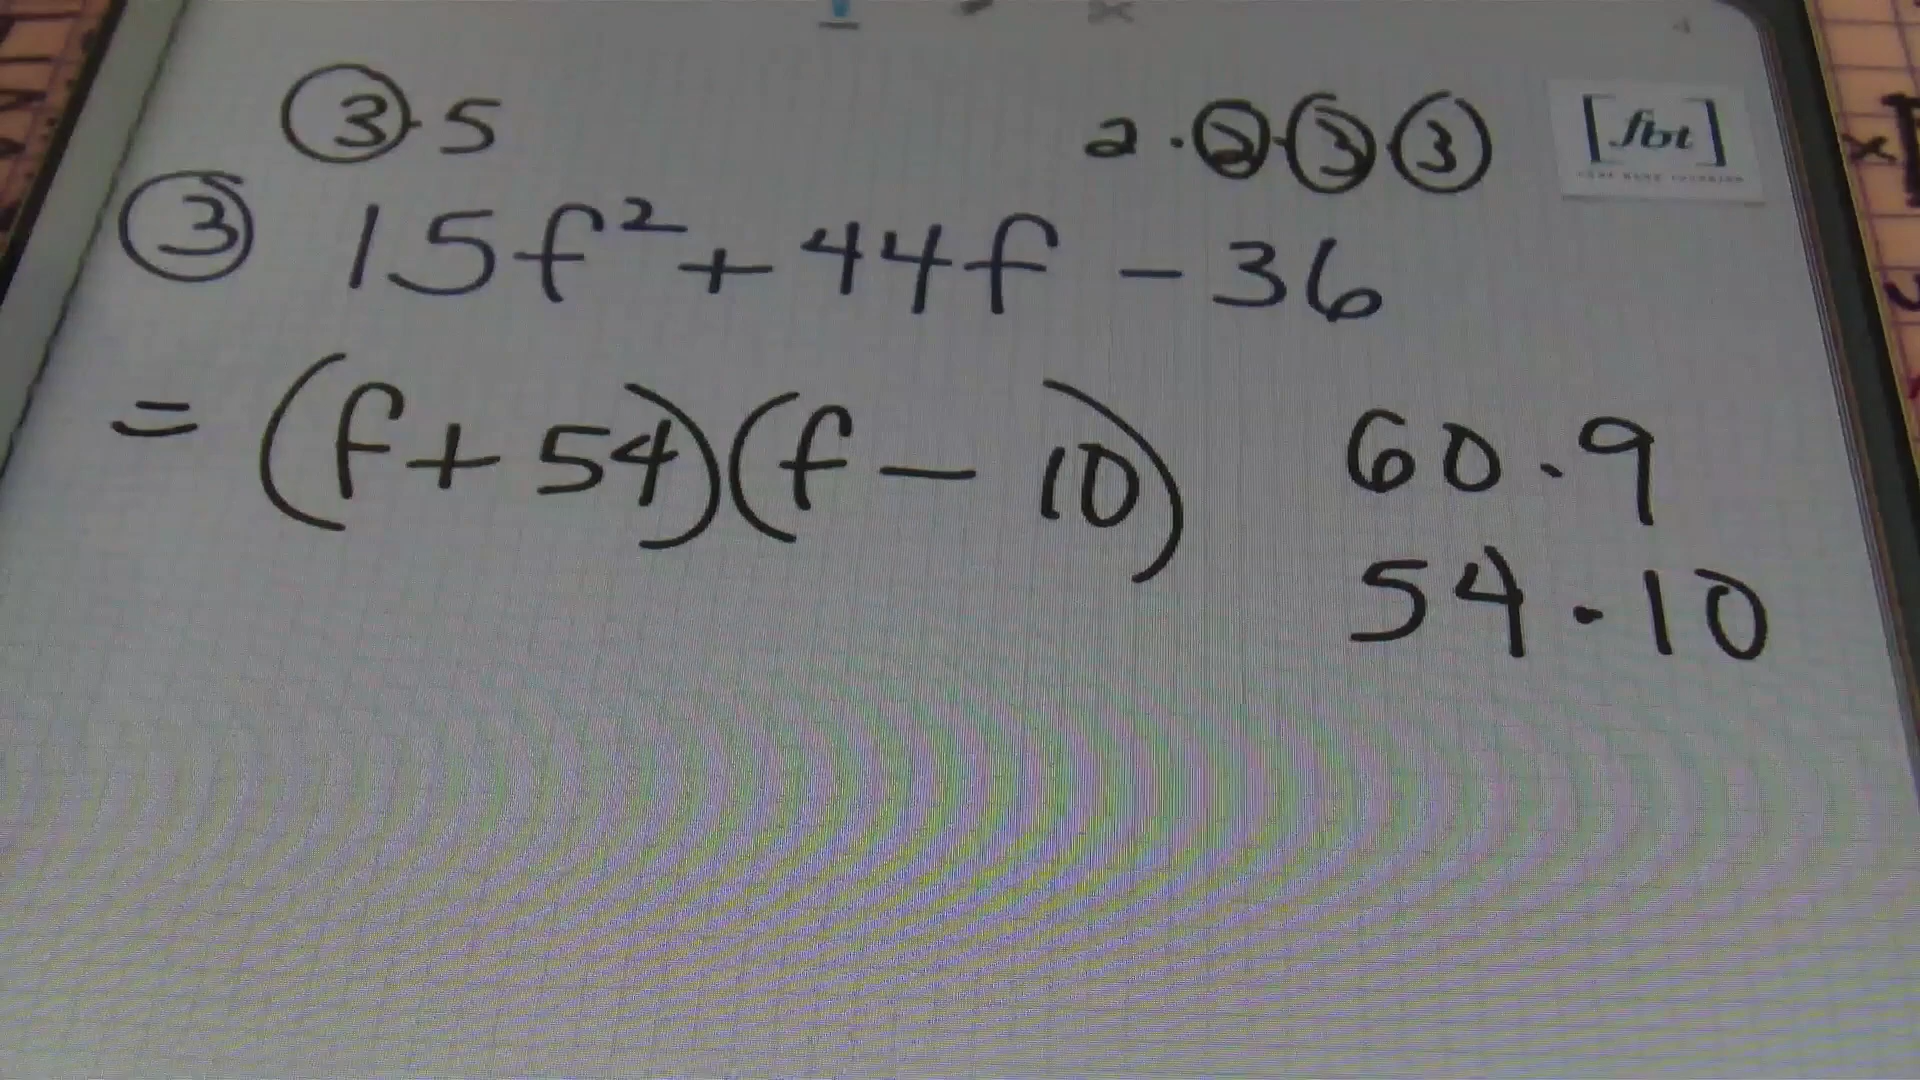 3·5
2·2·3·3
[fbt]
3 15f²+44f-36
=(f+54)(f-10)
60·9
54·10